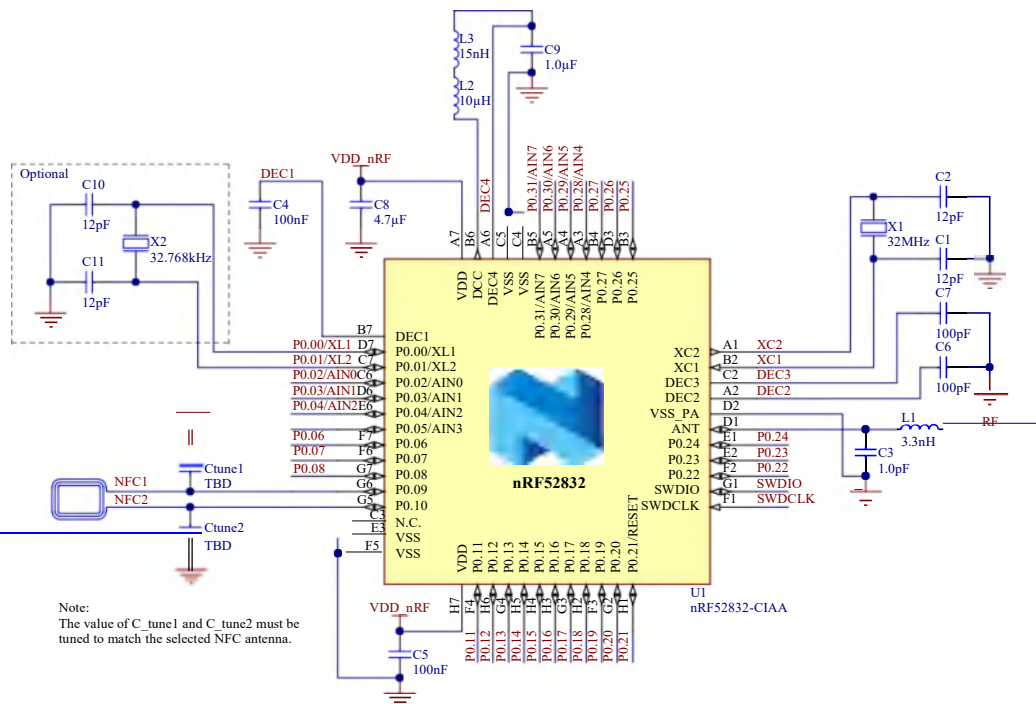 L3
15nH
C9
1.0µF
L2
10µH
Optional
C10
12pF
X2
32.768kHz
C11
12pF
DEC1
C4
100nF
VDD_nRF
C8
4.7µF
DEC4
P0.31/AIN7
P0.30/AIN6
P0.29/AIN5
P0.28/AIN4
P0.27
P0.26
P0.25
A7
B6
A6
C5
C4
B5
A5
A4
A3
B4
D3
B3
VDD
DCC
DEC4
VSS
VSS
P0.31/AIN7
P0.30/AIN6
P0.29/AIN5
P0.28/AIN4
P0.27
P0.26
P0.25
C2
12pF
X1
32MHz
C1
12pF
C7
100pF
C6
100pF
B7 DEC1
P0.00/XL1 D7 P0.00/XL1
P0.01/XL2 C7 P0.01/XL2
P0.02/AIN0 C6 P0.02/AIN0
P0.03/AIN1 D6 P0.03/AIN1
P0.04/AIN2 E6 P0.04/AIN2
P0.05/AIN3
P0.06 F7 P0.06
P0.07 F6 P0.07
P0.08 G7 P0.08
NFC1 G6 P0.09
NFC2 G5 P0.10
C3 N.C.
E3 VSS
F5 VSS
Ctune1
TBD
Ctune2
TBD
nRF52832
XC2 A1 XC2
XC1 B2 XC1
DEC3 C2 DEC3
DEC2 A2 DEC2
VSS_PA D2
ANT D1
P0.24 E1 P0.24
P0.23 E2 P0.23
P0.22 F2 P0.22
SWDIO G1 SWDIO
SWDCLK F1 SWDCLK
L1
3.3nH
RF
C3
1.0pF
VDD
P0.11
P0.12
P0.13
P0.14
P0.15
P0.16
P0.17
P0.18
P0.19
P0.20
P0.21/RESET
H7
F4
H6
G4
H5
H4
H3
G3
H2
F3
G2
H1
P0.11
P0.12
P0.13
P0.14
P0.15
P0.16
P0.17
P0.18
P0.19
P0.20
P0.21
U1
nRF52832-CIAA
VDD_nRF
C5
100nF
Note:
The value of C_tune1 and C_tune2 must be
tuned to match the selected NFC antenna.